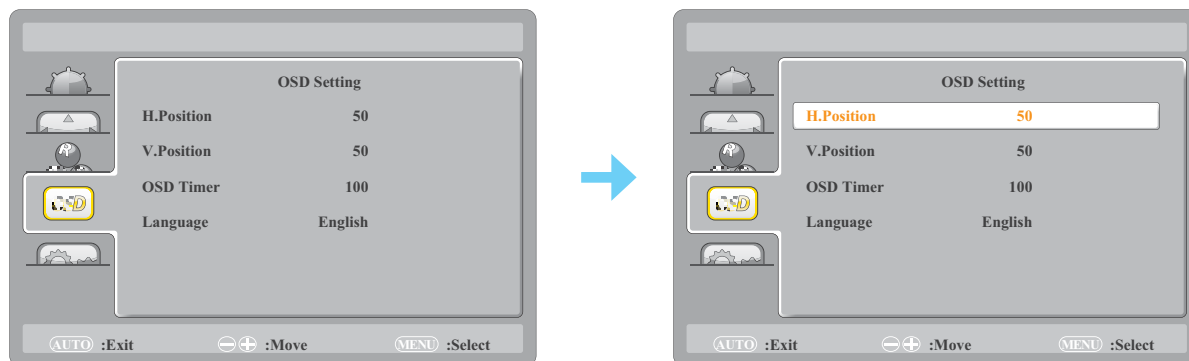 OSD Setting
H.Position 50
V.Position 50
OSD Timer 100
Language English
AUTO :Exit :Move MENU :Select
OSD Setting
H.Position 50
V.Position 50
OSD Timer 100
Language English
AUTO :Exit :Move MENU :Select